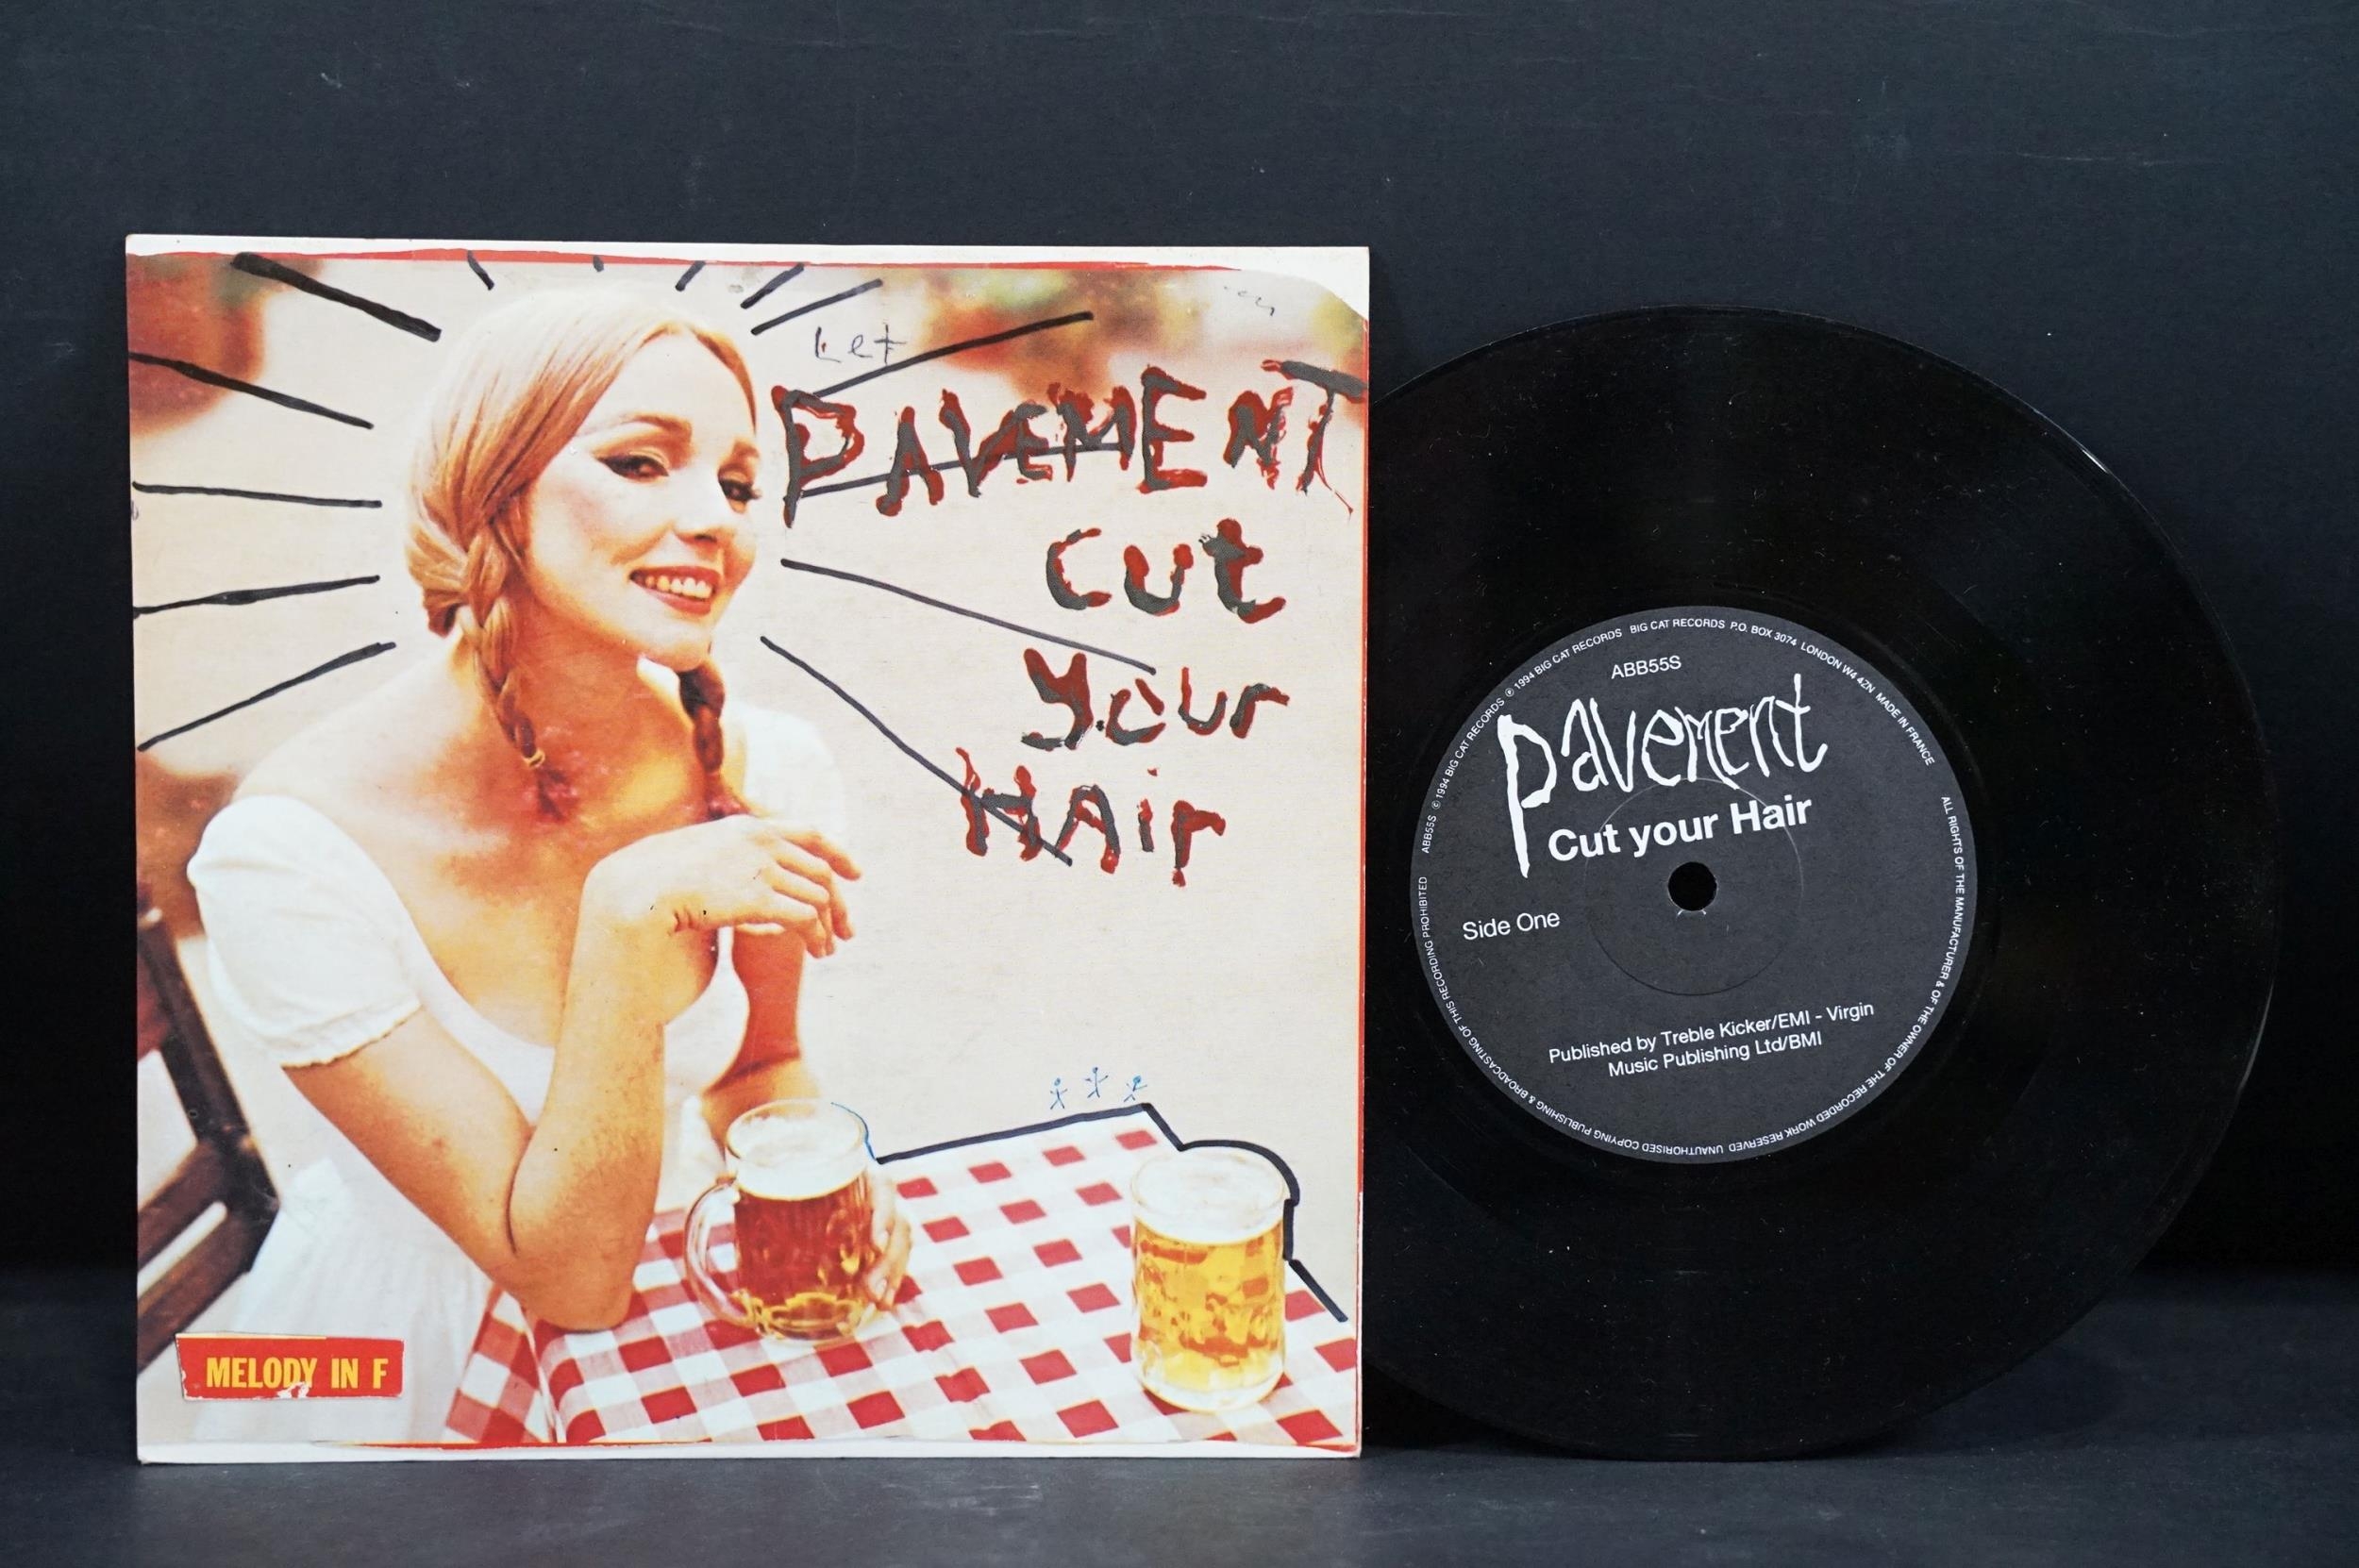 Let
PAVEMENT
cut
your
HAir
MELODY IN F
ABB55S
pavement
Cut your Hair
Side One
Published by Treble Kicker/EMI - Virgin
Music Publishing Ltd/BMI
ABB55S © 1994 BIG CAT RECORDS ℗ 1994 BIG CAT RECORDS BIG CAT RECORDS P.O. BOX 3074 LONDON W4 4ZN MADE IN FRANCE
ALL RIGHTS OF THE MANUFACTURER & OF THE OWNER OF THE RECORDED WORK RESERVED UNAUTHORISED COPYING PUBLISHING & BROADCASTING OF THIS RECORDING PROHIBITED